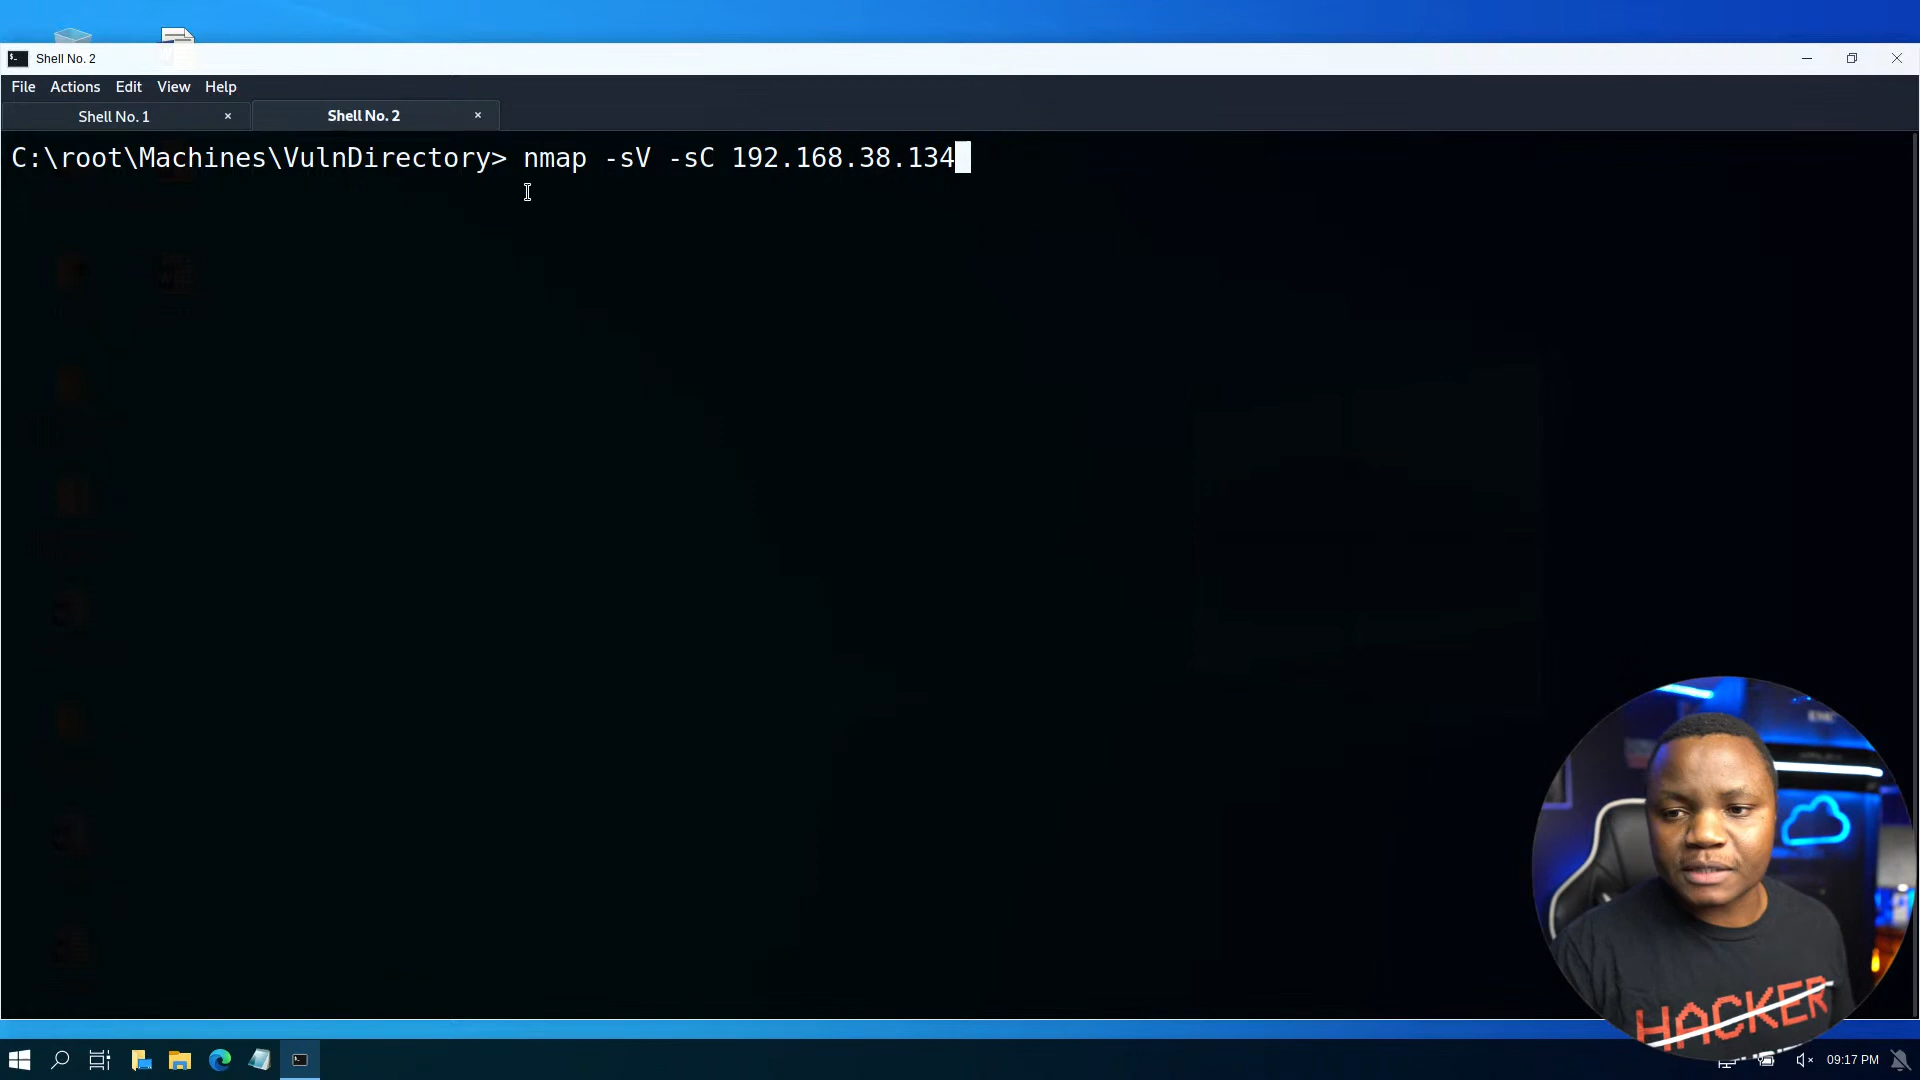 Shell No. 2
File Actions Edit View Help
Shell No. 1 ×
Shell No. 2 ×
C:\root\Machines\VulnDirectory> nmap -sV -sC 192.168.38.134
HACKER
09:17 PM